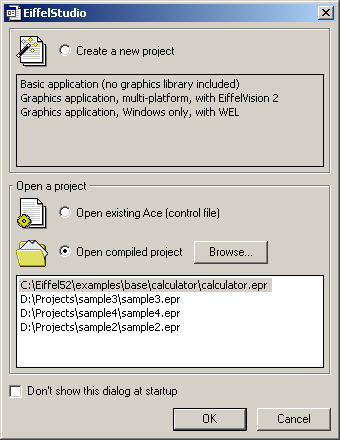 EiffelStudio
Create a new project
Basic application (no graphics library included)
Graphics application, multi-platform, with EiffelVision 2
Graphics application, Windows only, with WEL
Open a project
Open existing Ace (control file)
Open compiled project
Browse...
C:\Eiffel52\examples\base\calculator\calculator.epr
D:\Projects\sample3\sample3.epr
D:\Projects\sample4\sample4.epr
D:\Projects\sample2\sample2.epr
Don't show this dialog at startup
OK
Cancel